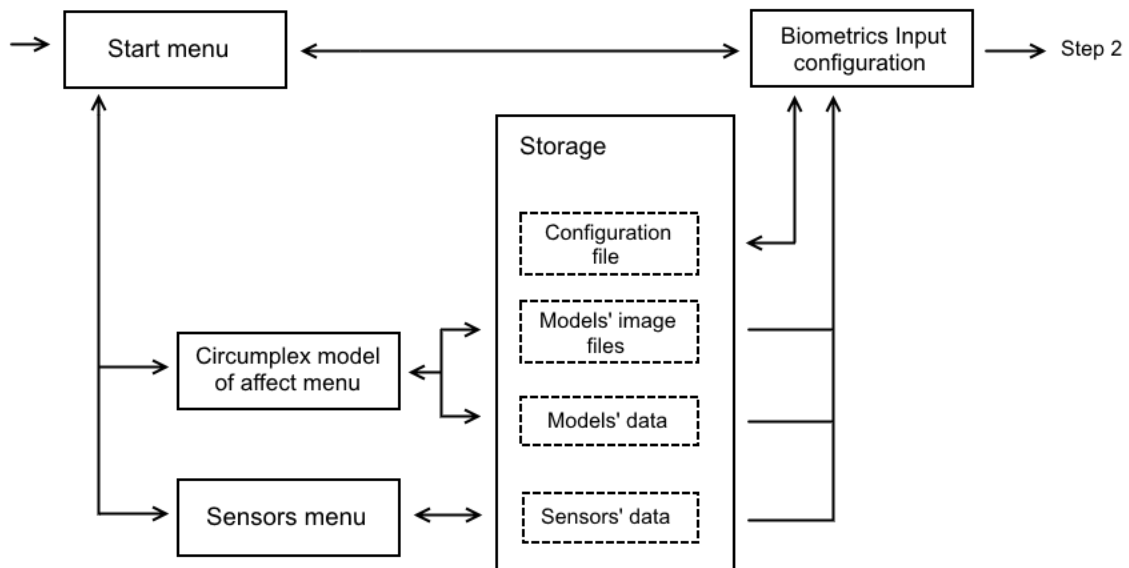 Start menu
Biometrics Input
configuration
Step 2
Storage
Configuration
file
Models' image
files
Circumplex model
of affect menu
Models' data
Sensors menu
Sensors' data